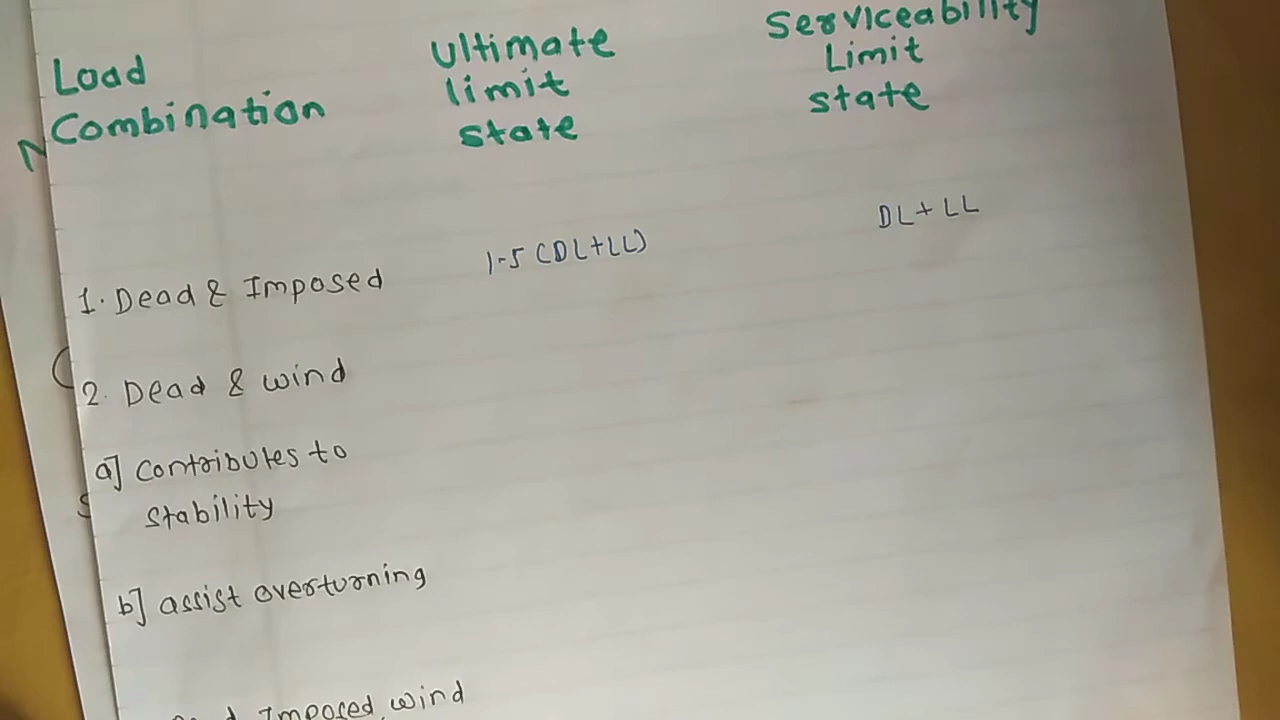 Load
Combination
Ultimate
limit
state
Serviceability
Limit
state
1. Dead & Imposed
1.5 (DL+LL)
DL + LL
2. Dead & wind
a] Contributes to
stability
b] assist overturning
Imposed wind